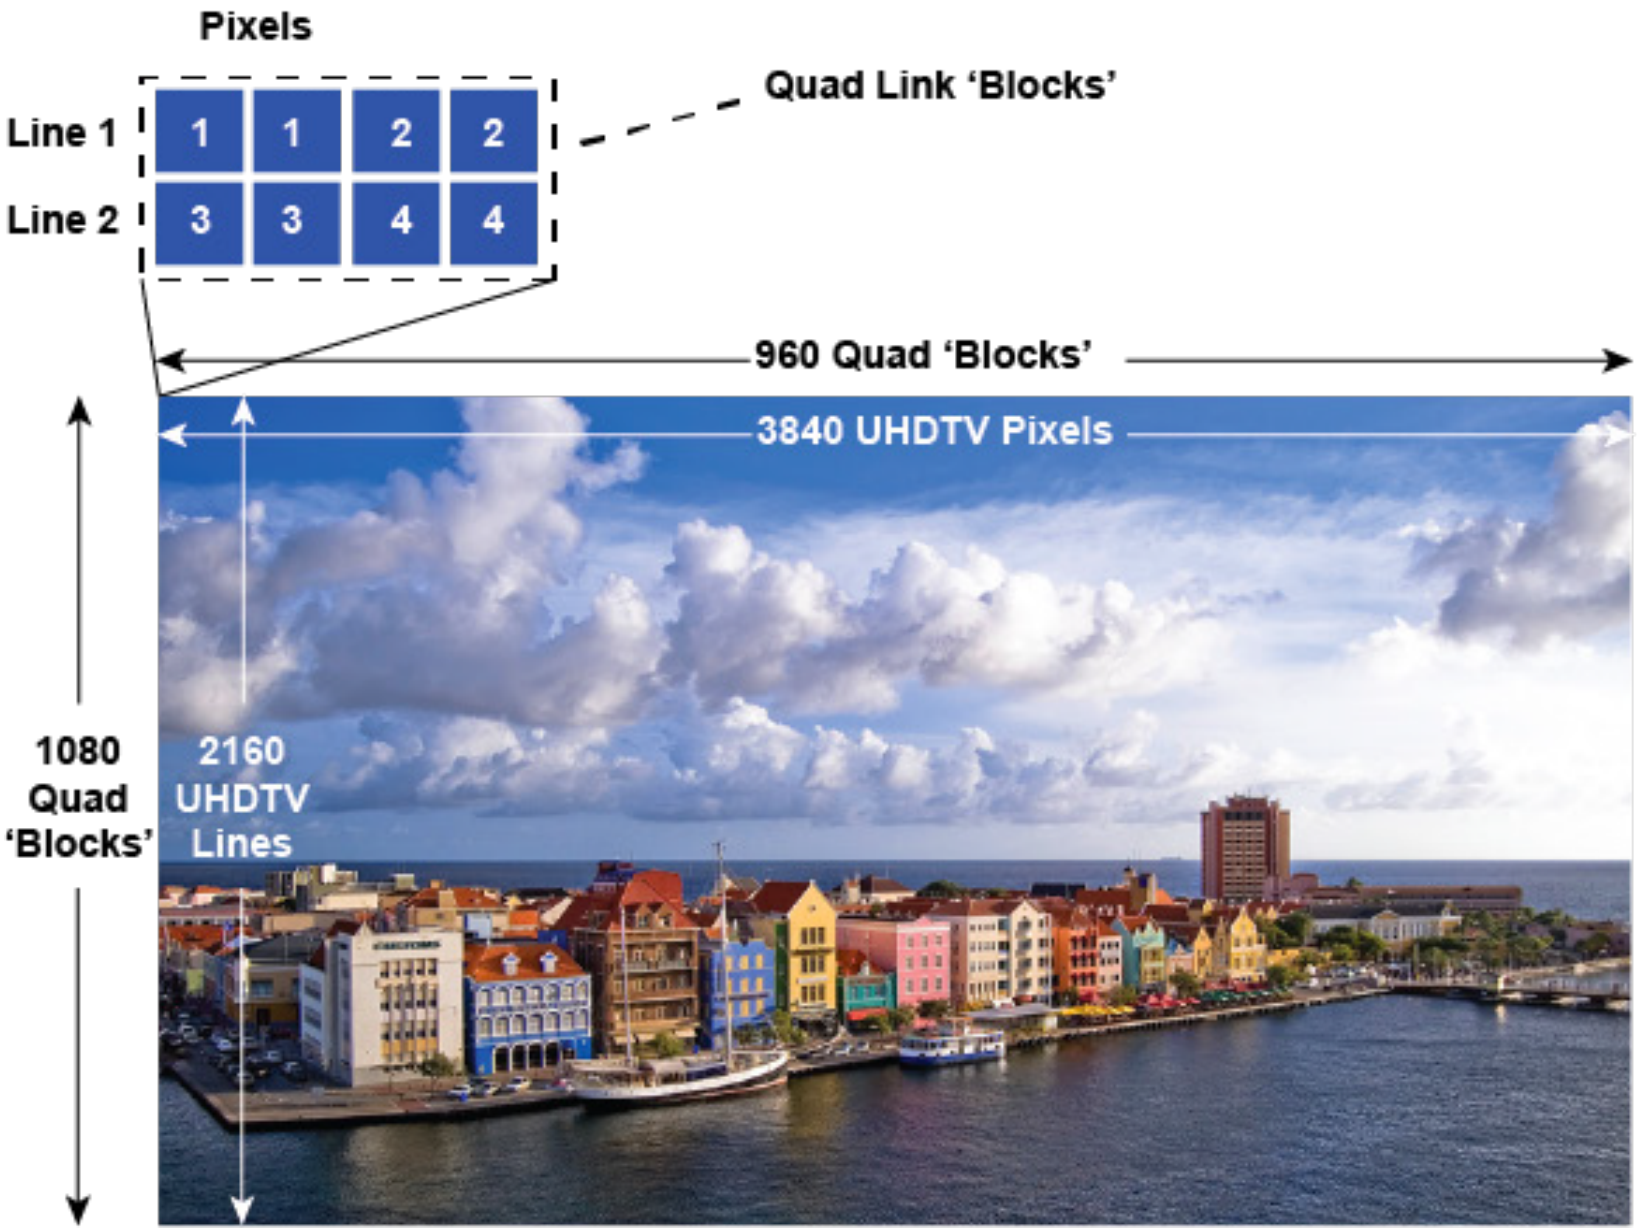 Pixels
Quad Link ‘Blocks’
Line 1 1 1 2 2
Line 2 3 3 4 4
960 Quad ‘Blocks’
3840 UHDTV Pixels
1080
Quad
‘Blocks’
2160
UHDTV
Lines